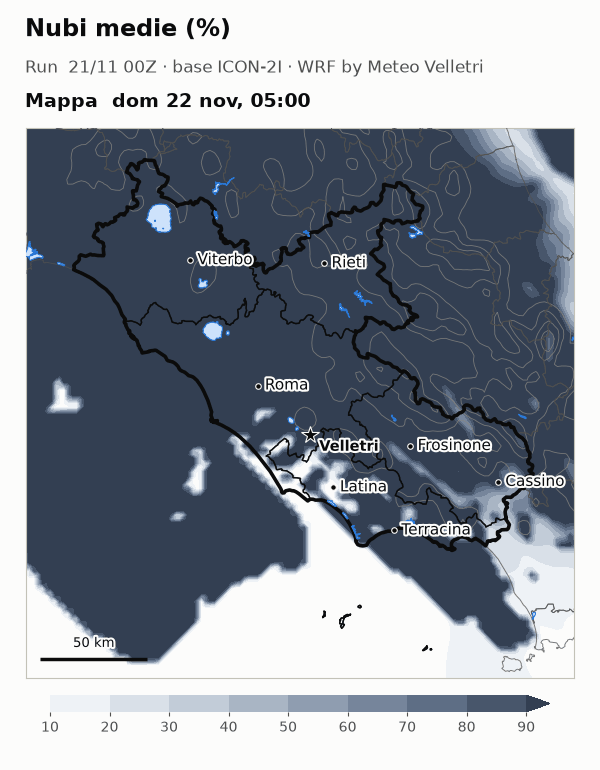 Nubi medie (%)
Run  21/11 00Z · base ICON-2I · WRF by Meteo Velletri
Mappa  dom 22 nov, 05:00
Viterbo
Rieti
Roma
Velletri
Frosinone
Latina
Cassino
Terracina
50 km
10 20 30 40 50 60 70 80 90